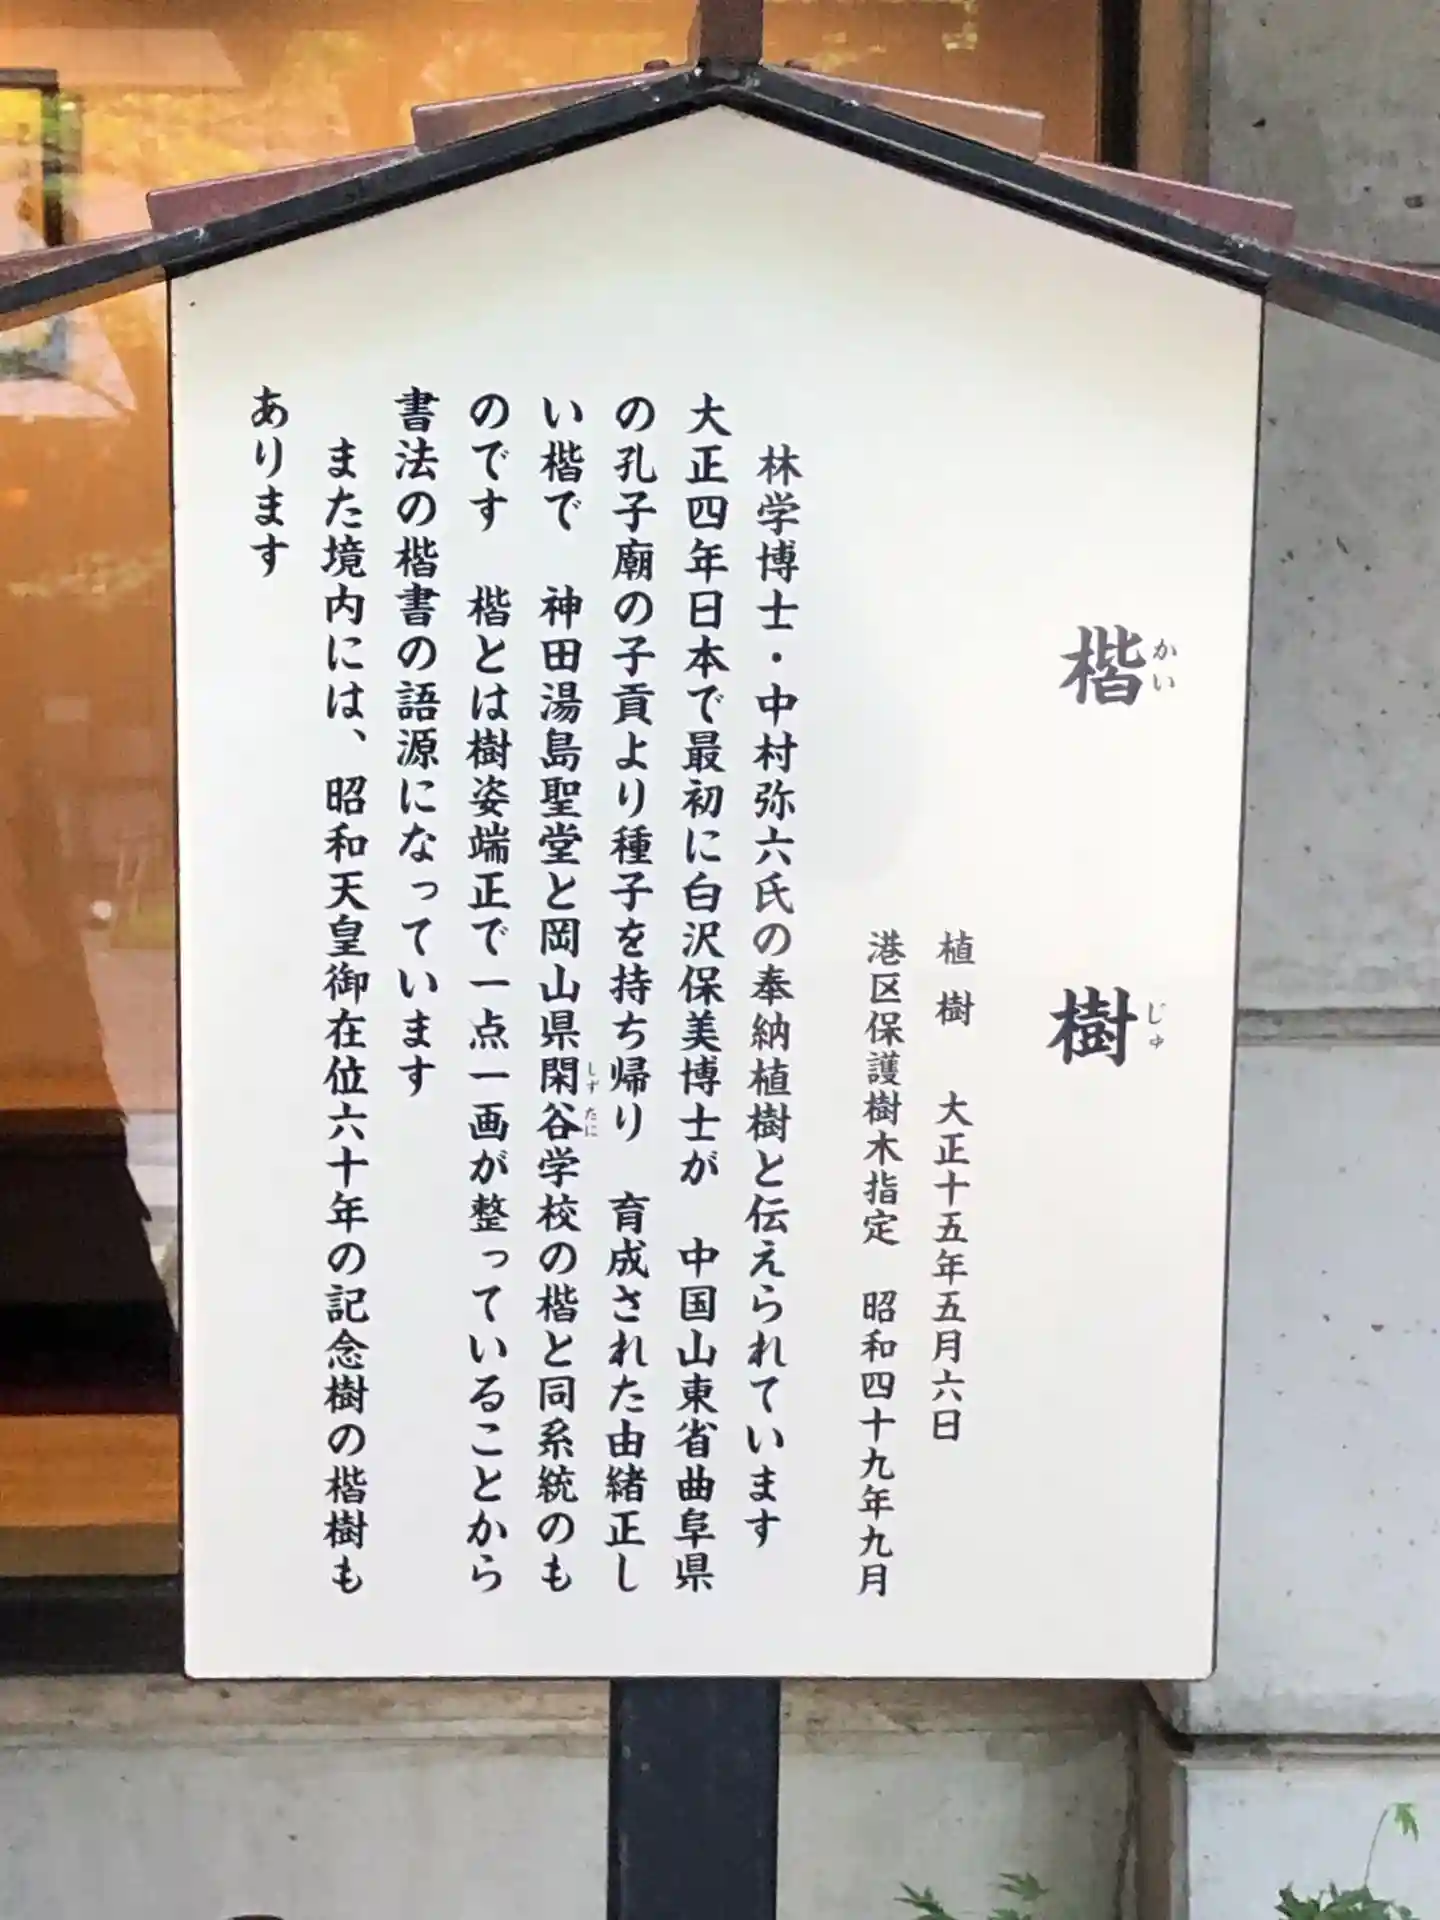 楷樹
かいじゅ
植樹　大正十五年五月六日
港区保護樹木指定　昭和四十九年九月
林学博士・中村弥六氏の奉納植樹と伝えられています
大正四年日本で最初に白沢保美博士が　中国山東省曲阜県
の孔子廟の子貢より種子を持ち帰り　育成された由緒正し
い楷で　神田湯島聖堂と岡山県閑谷学校の楷と同系統のも
しずたに
のです　楷とは樹姿端正で一点一画が整っていることから
書法の楷書の語源になっています
また境内には、昭和天皇御在位六十年の記念樹の楷樹も
あります